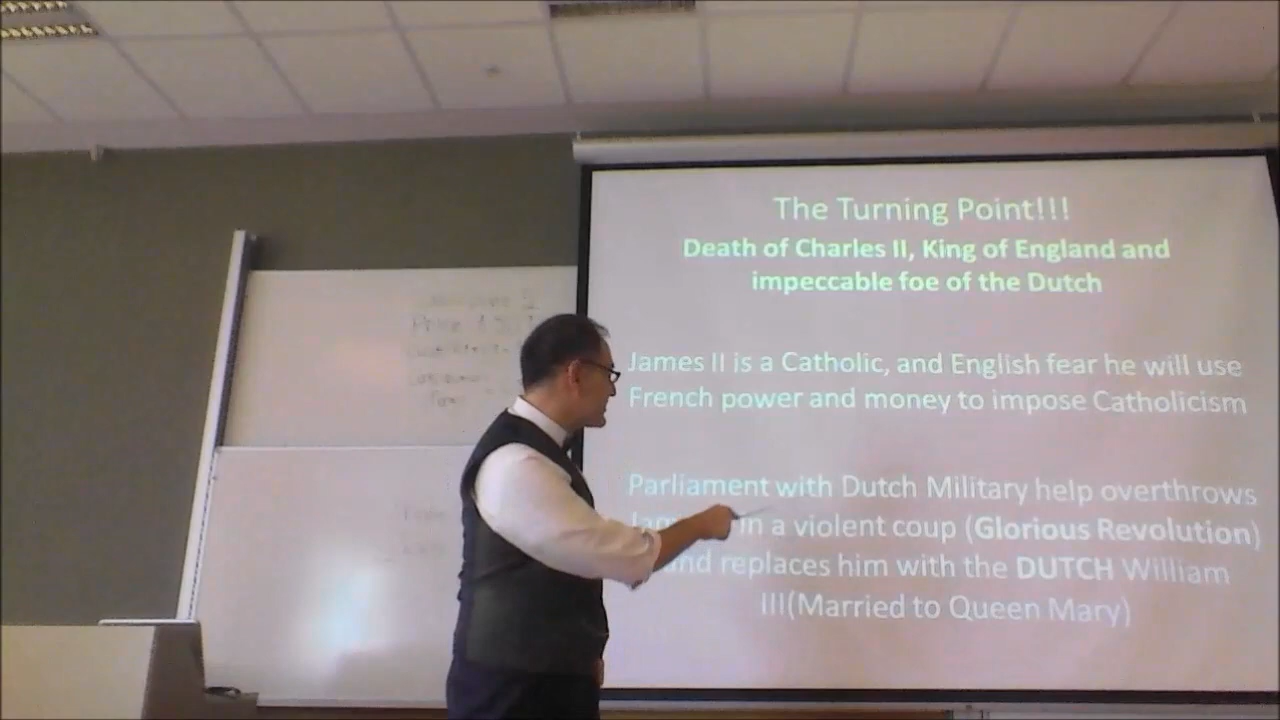 The Turning Point!!!
Death of Charles II, King of England and
impeccable foe of the Dutch
James II is a Catholic, and English fear he will use
French power and money to impose Catholicism
Parliament with Dutch Military help overthrows
in a violent coup (Glorious Revolution)
and replaces him with the DUTCH William
III(Married to Queen Mary)
Price